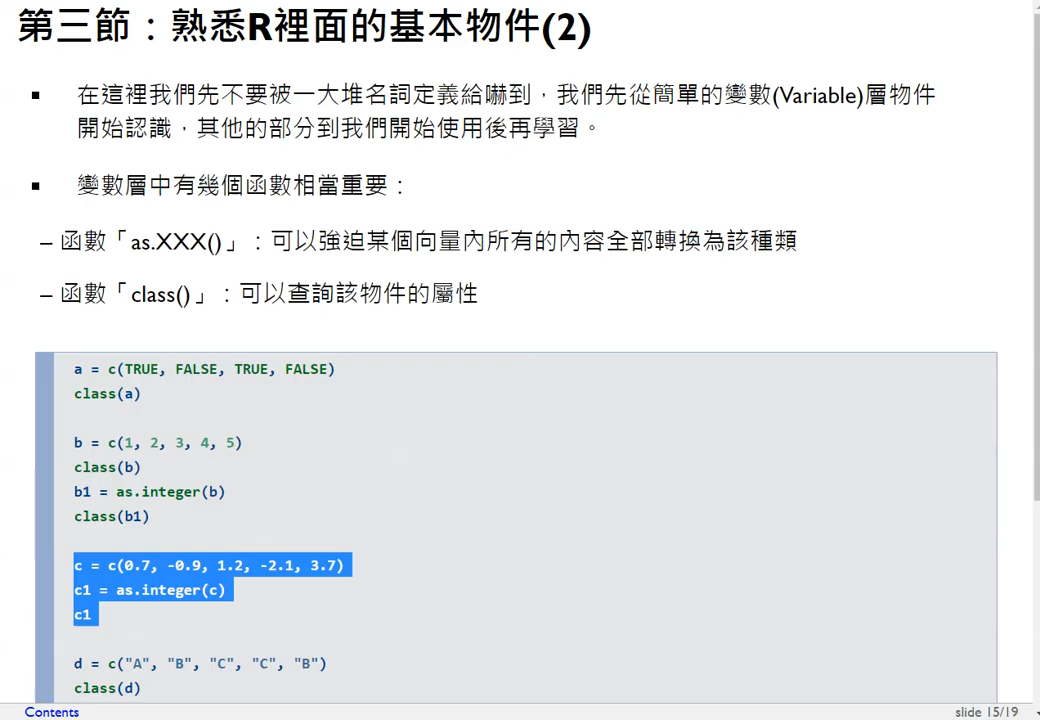 第三節：熟悉R裡面的基本物件(2)
▪ 在這裡我們先不要被一大堆名詞定義給嚇到，我們先從簡單的變數(Variable)層物件
開始認識，其他的部分到我們開始使用後再學習。
▪ 變數層中有幾個函數相當重要：
– 函數「as.XXX()」：可以強迫某個向量內所有的內容全部轉換為該種類
– 函數「class()」：可以查詢該物件的屬性
a = c(TRUE, FALSE, TRUE, FALSE)
class(a)
b = c(1, 2, 3, 4, 5)
class(b)
b1 = as.integer(b)
class(b1)
c = c(0.7, -0.9, 1.2, -2.1, 3.7)
c1 = as.integer(c)
c1
d = c("A", "B", "C", "C", "B")
class(d)
Contents
slide 15/19